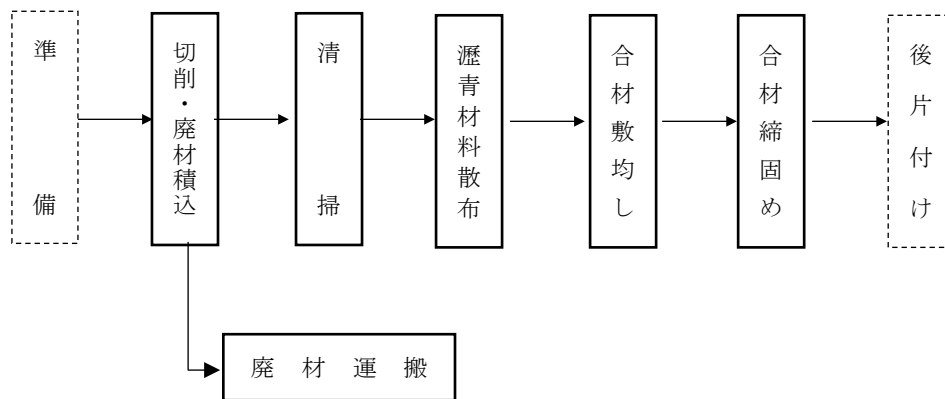 準備
切削・廃材積込
清掃
瀝青材料散布
合材敷均し
合材締固め
後片付け
廃材運搬